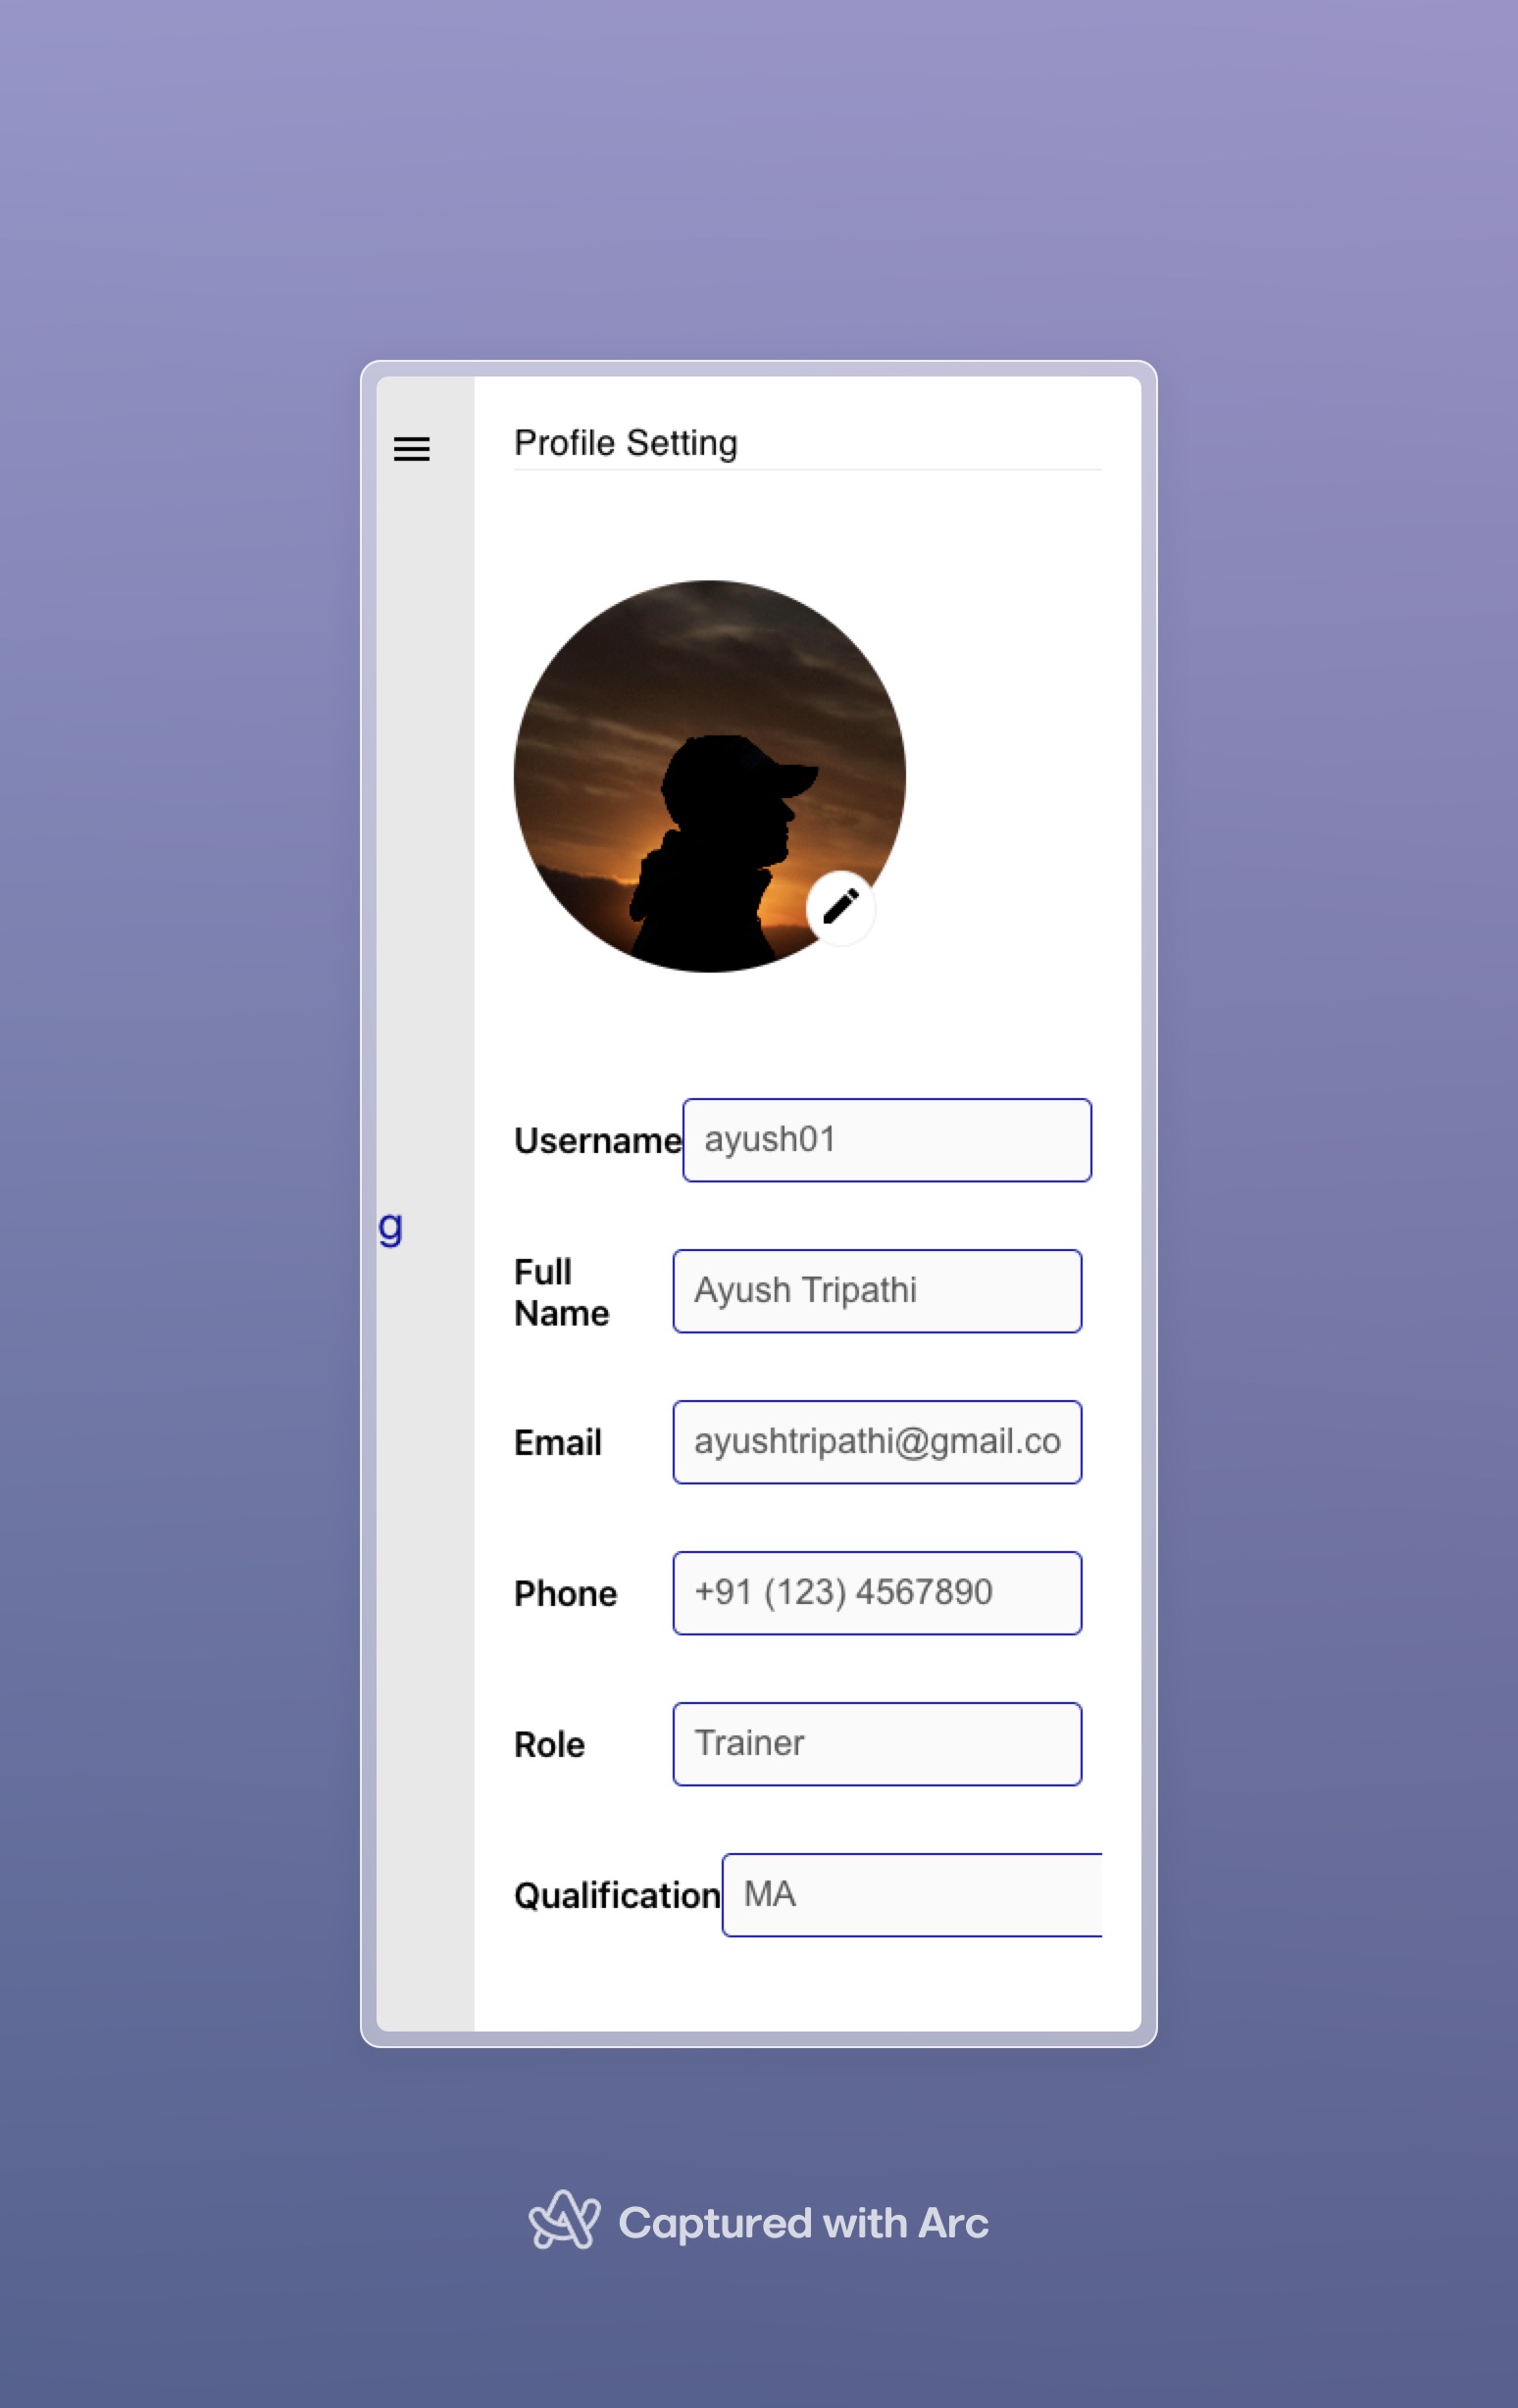 Profile Setting
Username
ayush01
g
Full
Name
Ayush Tripathi
Email
ayushtripathi@gmail.co
Phone
+91 (123) 4567890
Role
Trainer
Qualification
MA
Captured with Arc